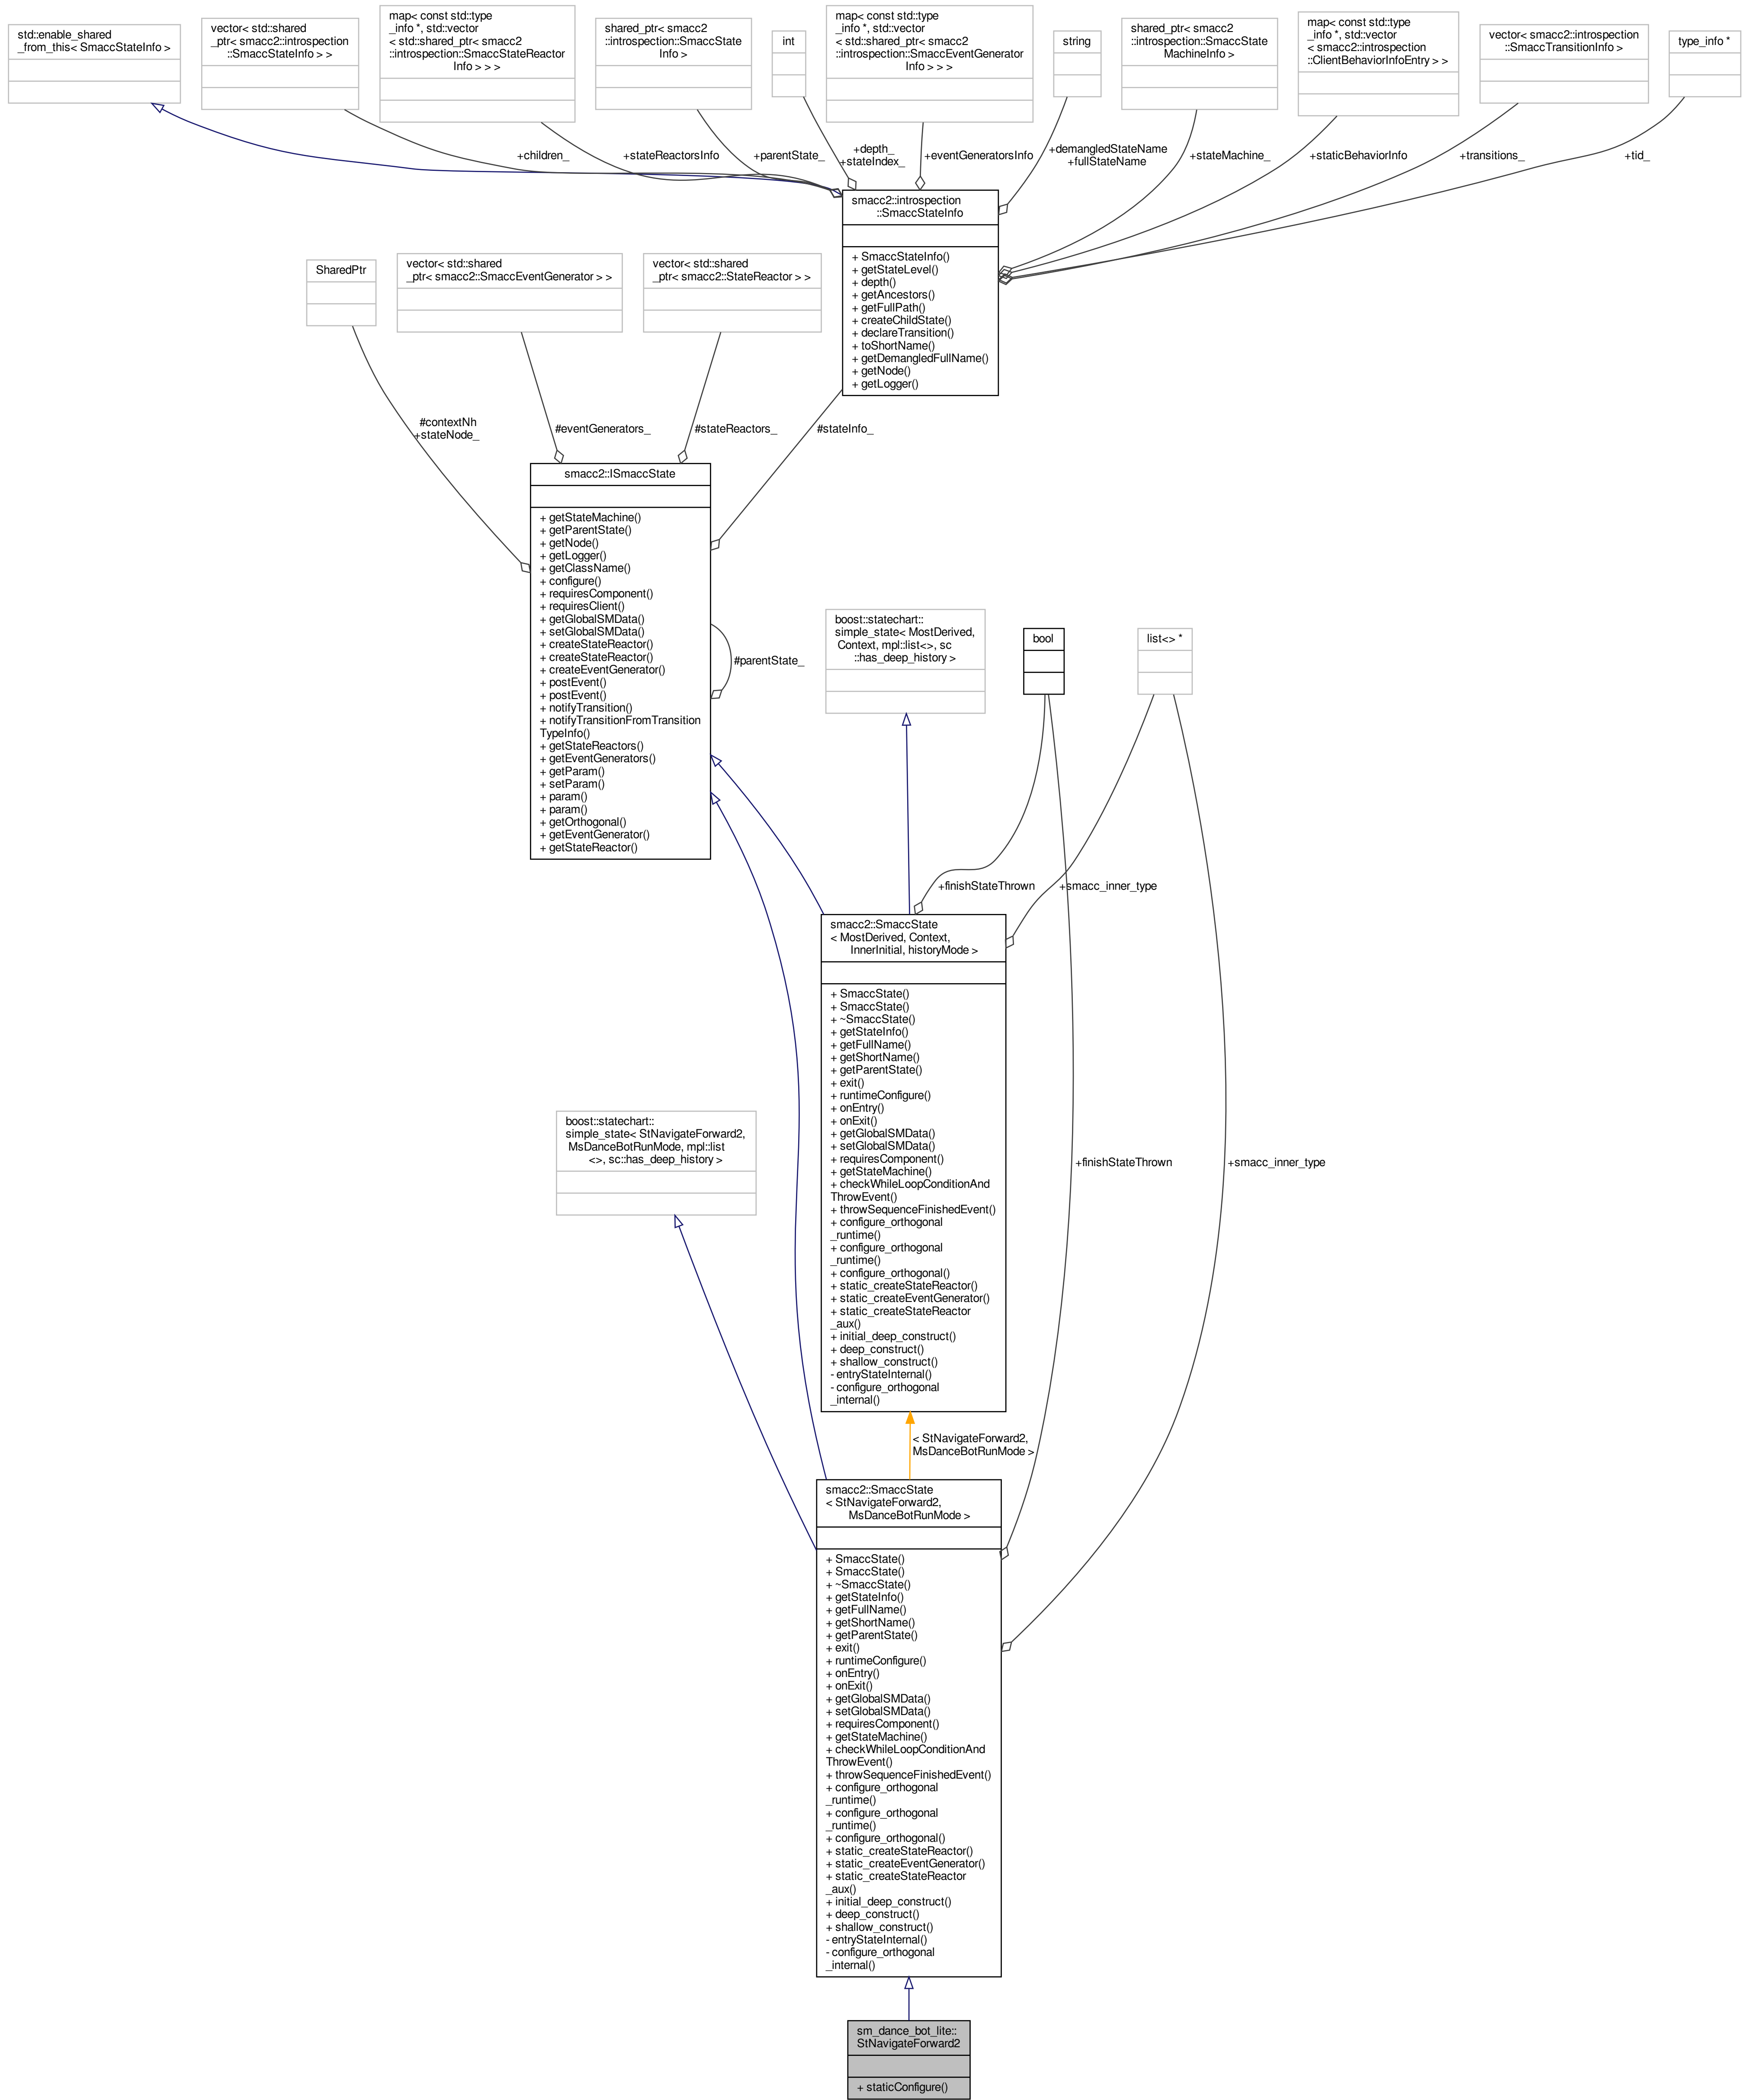 std::enable_shared
_from_this< SmaccStateInfo >
vector< std::shared
_ptr< smacc2::introspection
::SmaccStateInfo > >
map< const std::type
_info *, std::vector
< std::shared_ptr< smacc2
::introspection::SmaccStateReactor
Info > > >
shared_ptr< smacc2
::introspection::SmaccState
Info >
int
map< const std::type
_info *, std::vector
< std::shared_ptr< smacc2
::introspection::SmaccEventGenerator
Info > > >
string
shared_ptr< smacc2
::introspection::SmaccState
MachineInfo >
map< const std::type
_info *, std::vector
< smacc2::introspection
::ClientBehaviorInfoEntry > >
vector< smacc2::introspection
::SmaccTransitionInfo >
type_info *
+children_
+stateReactorsInfo
+parentState_
+depth_
+stateIndex_
+eventGeneratorsInfo
+demangledStateName
+fullStateName
+stateMachine_
+staticBehaviorInfo
+transitions_
+tid_
smacc2::introspection
::SmaccStateInfo
+ SmaccStateInfo()
+ getStateLevel()
+ depth()
+ getAncestors()
+ getFullPath()
+ createChildState()
+ declareTransition()
+ toShortName()
+ getDemangledFullName()
+ getNode()
+ getLogger()
SharedPtr
vector< std::shared
_ptr< smacc2::SmaccEventGenerator > >
vector< std::shared
_ptr< smacc2::StateReactor > >
#contextNh
+stateNode_
#eventGenerators_
#stateReactors_
#stateInfo_
smacc2::ISmaccState
+ getStateMachine()
+ getParentState()
+ getNode()
+ getLogger()
+ getClassName()
+ configure()
+ requiresComponent()
+ requiresClient()
+ getGlobalSMData()
+ setGlobalSMData()
+ createStateReactor()
+ createStateReactor()
+ createEventGenerator()
+ postEvent()
+ postEvent()
+ notifyTransition()
+ notifyTransitionFromTransition
TypeInfo()
+ getStateReactors()
+ getEventGenerators()
+ getParam()
+ setParam()
+ param()
+ param()
+ getOrthogonal()
+ getEventGenerator()
+ getStateReactor()
#parentState_
boost::statechart::
simple_state< MostDerived,
Context, mpl::list<>, sc
::has_deep_history >
bool
list<> *
+finishStateThrown
+smacc_inner_type
smacc2::SmaccState
< MostDerived, Context,
InnerInitial, historyMode >
+ SmaccState()
+ SmaccState()
+ ~SmaccState()
+ getStateInfo()
+ getFullName()
+ getShortName()
+ getParentState()
+ exit()
+ runtimeConfigure()
+ onEntry()
+ onExit()
+ getGlobalSMData()
+ setGlobalSMData()
+ requiresComponent()
+ getStateMachine()
+ checkWhileLoopConditionAnd
ThrowEvent()
+ throwSequenceFinishedEvent()
+ configure_orthogonal
_runtime()
+ configure_orthogonal
_runtime()
+ configure_orthogonal()
+ static_createStateReactor()
+ static_createEventGenerator()
+ static_createStateReactor
_aux()
+ initial_deep_construct()
+ deep_construct()
+ shallow_construct()
- entryStateInternal()
- configure_orthogonal
_internal()
boost::statechart::
simple_state< StNavigateForward2,
MsDanceBotRunMode, mpl::list
<>, sc::has_deep_history >
+finishStateThrown
+smacc_inner_type
< StNavigateForward2,
MsDanceBotRunMode >
smacc2::SmaccState
< StNavigateForward2,
MsDanceBotRunMode >
+ SmaccState()
+ SmaccState()
+ ~SmaccState()
+ getStateInfo()
+ getFullName()
+ getShortName()
+ getParentState()
+ exit()
+ runtimeConfigure()
+ onEntry()
+ onExit()
+ getGlobalSMData()
+ setGlobalSMData()
+ requiresComponent()
+ getStateMachine()
+ checkWhileLoopConditionAnd
ThrowEvent()
+ throwSequenceFinishedEvent()
+ configure_orthogonal
_runtime()
+ configure_orthogonal
_runtime()
+ configure_orthogonal()
+ static_createStateReactor()
+ static_createEventGenerator()
+ static_createStateReactor
_aux()
+ initial_deep_construct()
+ deep_construct()
+ shallow_construct()
- entryStateInternal()
- configure_orthogonal
_internal()
sm_dance_bot_lite::
StNavigateForward2
+ staticConfigure()